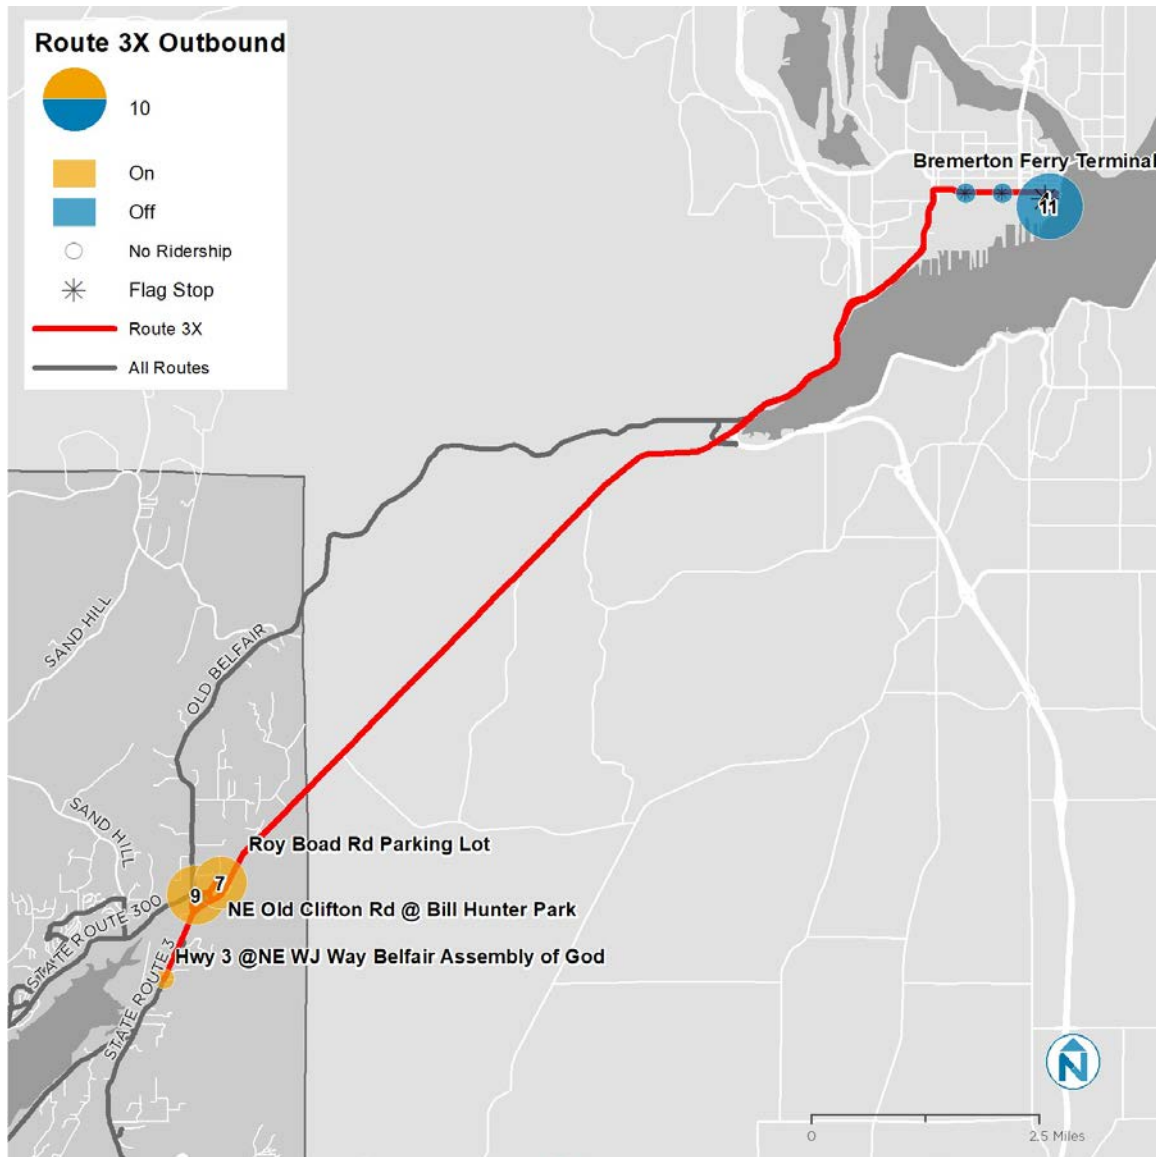 Route 3X Outbound
10
On
Off
No Ridership
Flag Stop
Route 3X
All Routes
Bremerton Ferry Terminal
11
SAND HILL
OLD BELFAIR
SAND HILL
Roy Boad Rd Parking Lot
7
9
NE Old Clifton Rd @ Bill Hunter Park
STATE ROUTE 300
Hwy 3 @NE WJ Way Belfair Assembly of God
STATE ROUTE 3
N
0
2.5 Miles